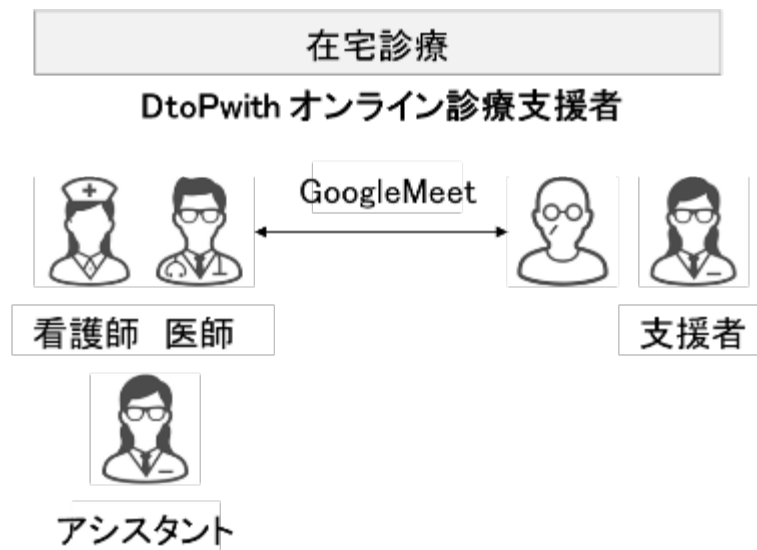 在宅診療
DtoPwith オンライン診療支援者
GoogleMeet
看護師 医師
支援者
アシスタント